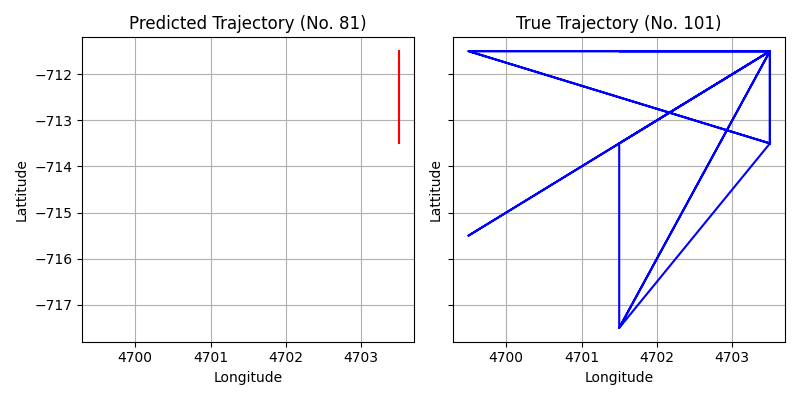 Predicted Trajectory (No. 81)
True Trajectory (No. 101)
Lattitude
−712
−713
−714
−715
−716
−717
4700
4701
4702
4703
Longitude
Lattitude
4700
4701
4702
4703
Longitude